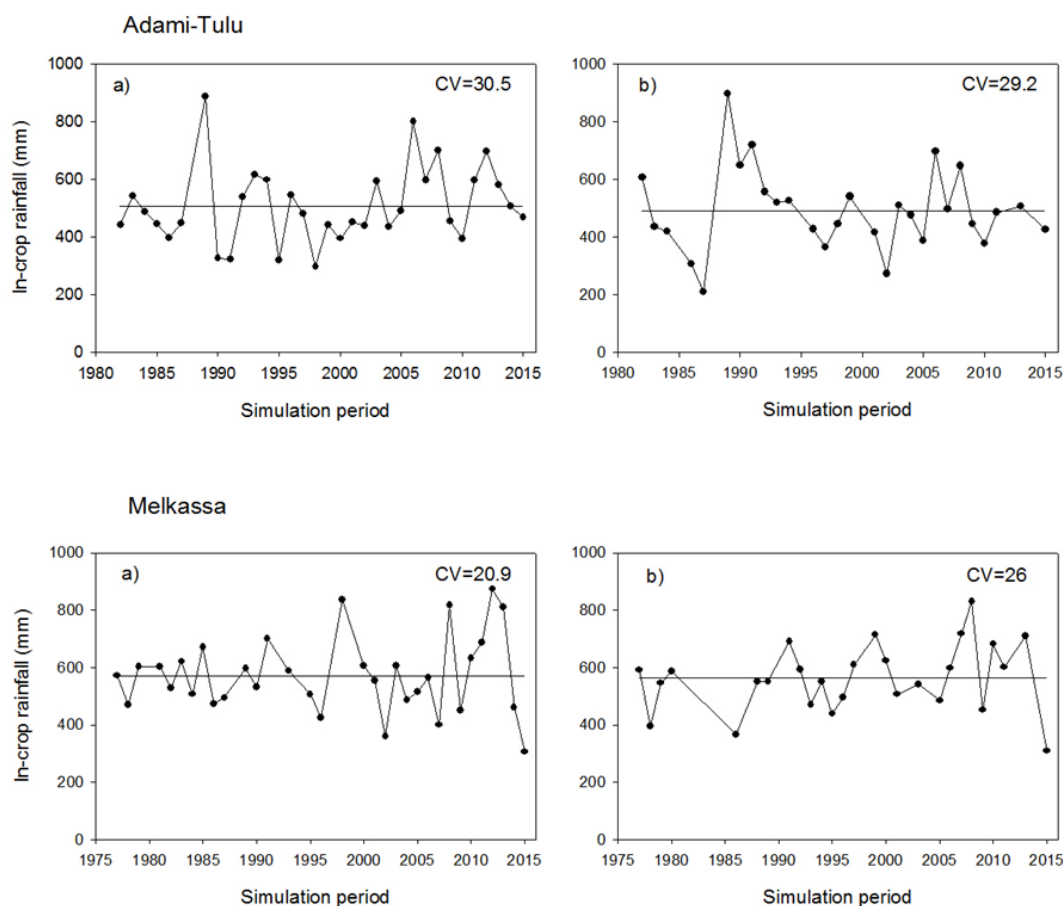 Adami-Tulu
a)
CV=30.5
In-crop rainfall (mm)
1000
800
600
400
200
0
1980 1985 1990 1995 2000 2005 2010 2015
Simulation period
b)
CV=29.2
1000
800
600
400
200
0
1980 1985 1990 1995 2000 2005 2010 2015
Simulation period
Melkassa
a)
CV=20.9
In-crop rainfall (mm)
1000
800
600
400
200
0
1975 1980 1985 1990 1995 2000 2005 2010 2015
Simulation period
b)
CV=26
1000
800
600
400
200
0
1975 1980 1985 1990 1995 2000 2005 2010 2015
Simulation period